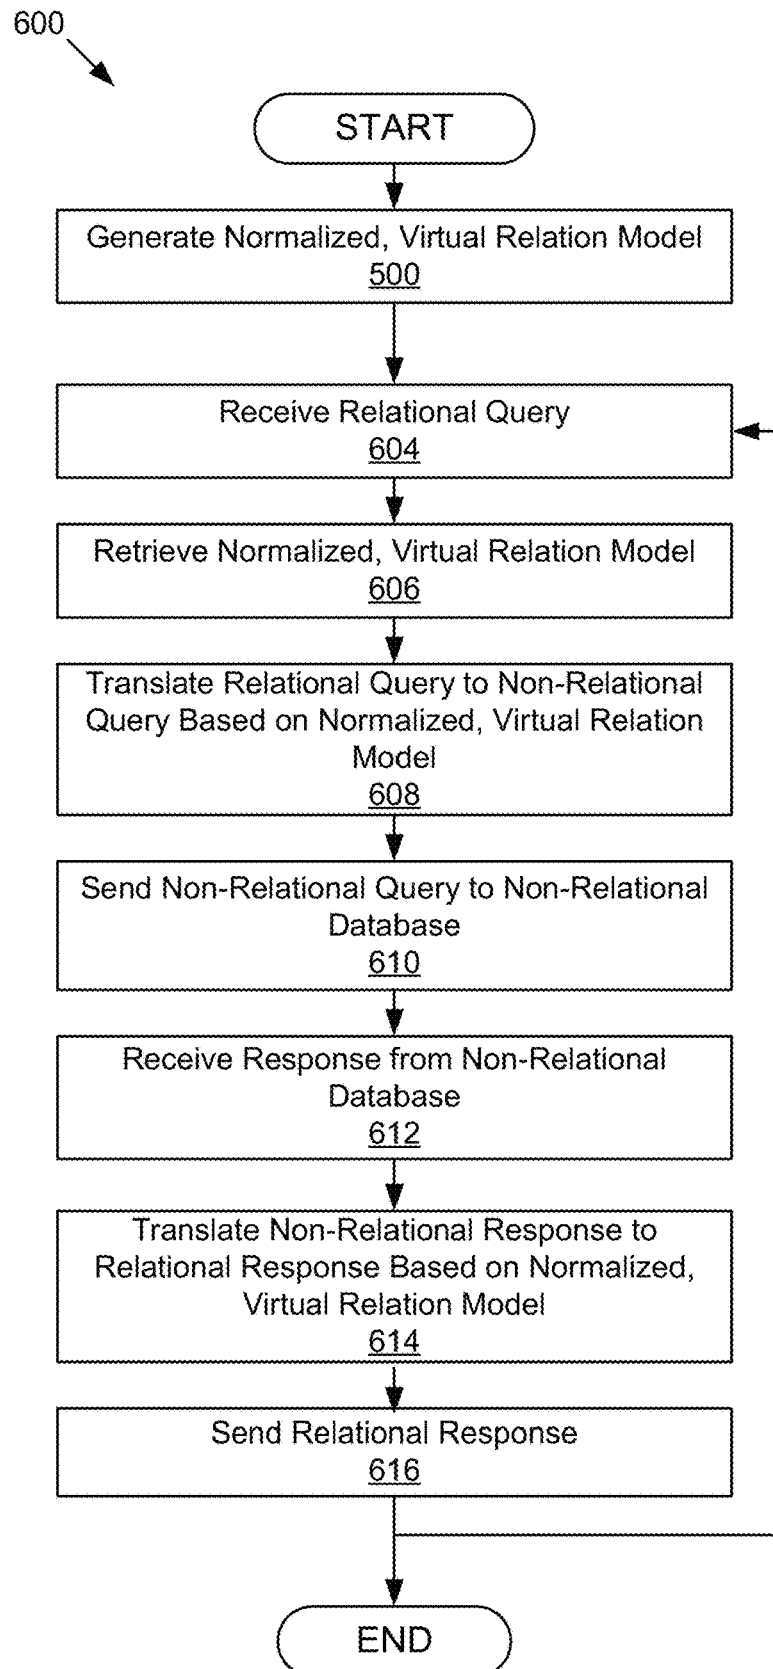 600
START
Generate Normalized, Virtual Relation Model
500
Receive Relational Query
604
Retrieve Normalized, Virtual Relation Model
606
Translate Relational Query to Non-Relational
Query Based on Normalized, Virtual Relation
Model
608
Send Non-Relational Query to Non-Relational
Database
610
Receive Response from Non-Relational
Database
612
Translate Non-Relational Response to
Relational Response Based on Normalized,
Virtual Relation Model
614
Send Relational Response
616
END